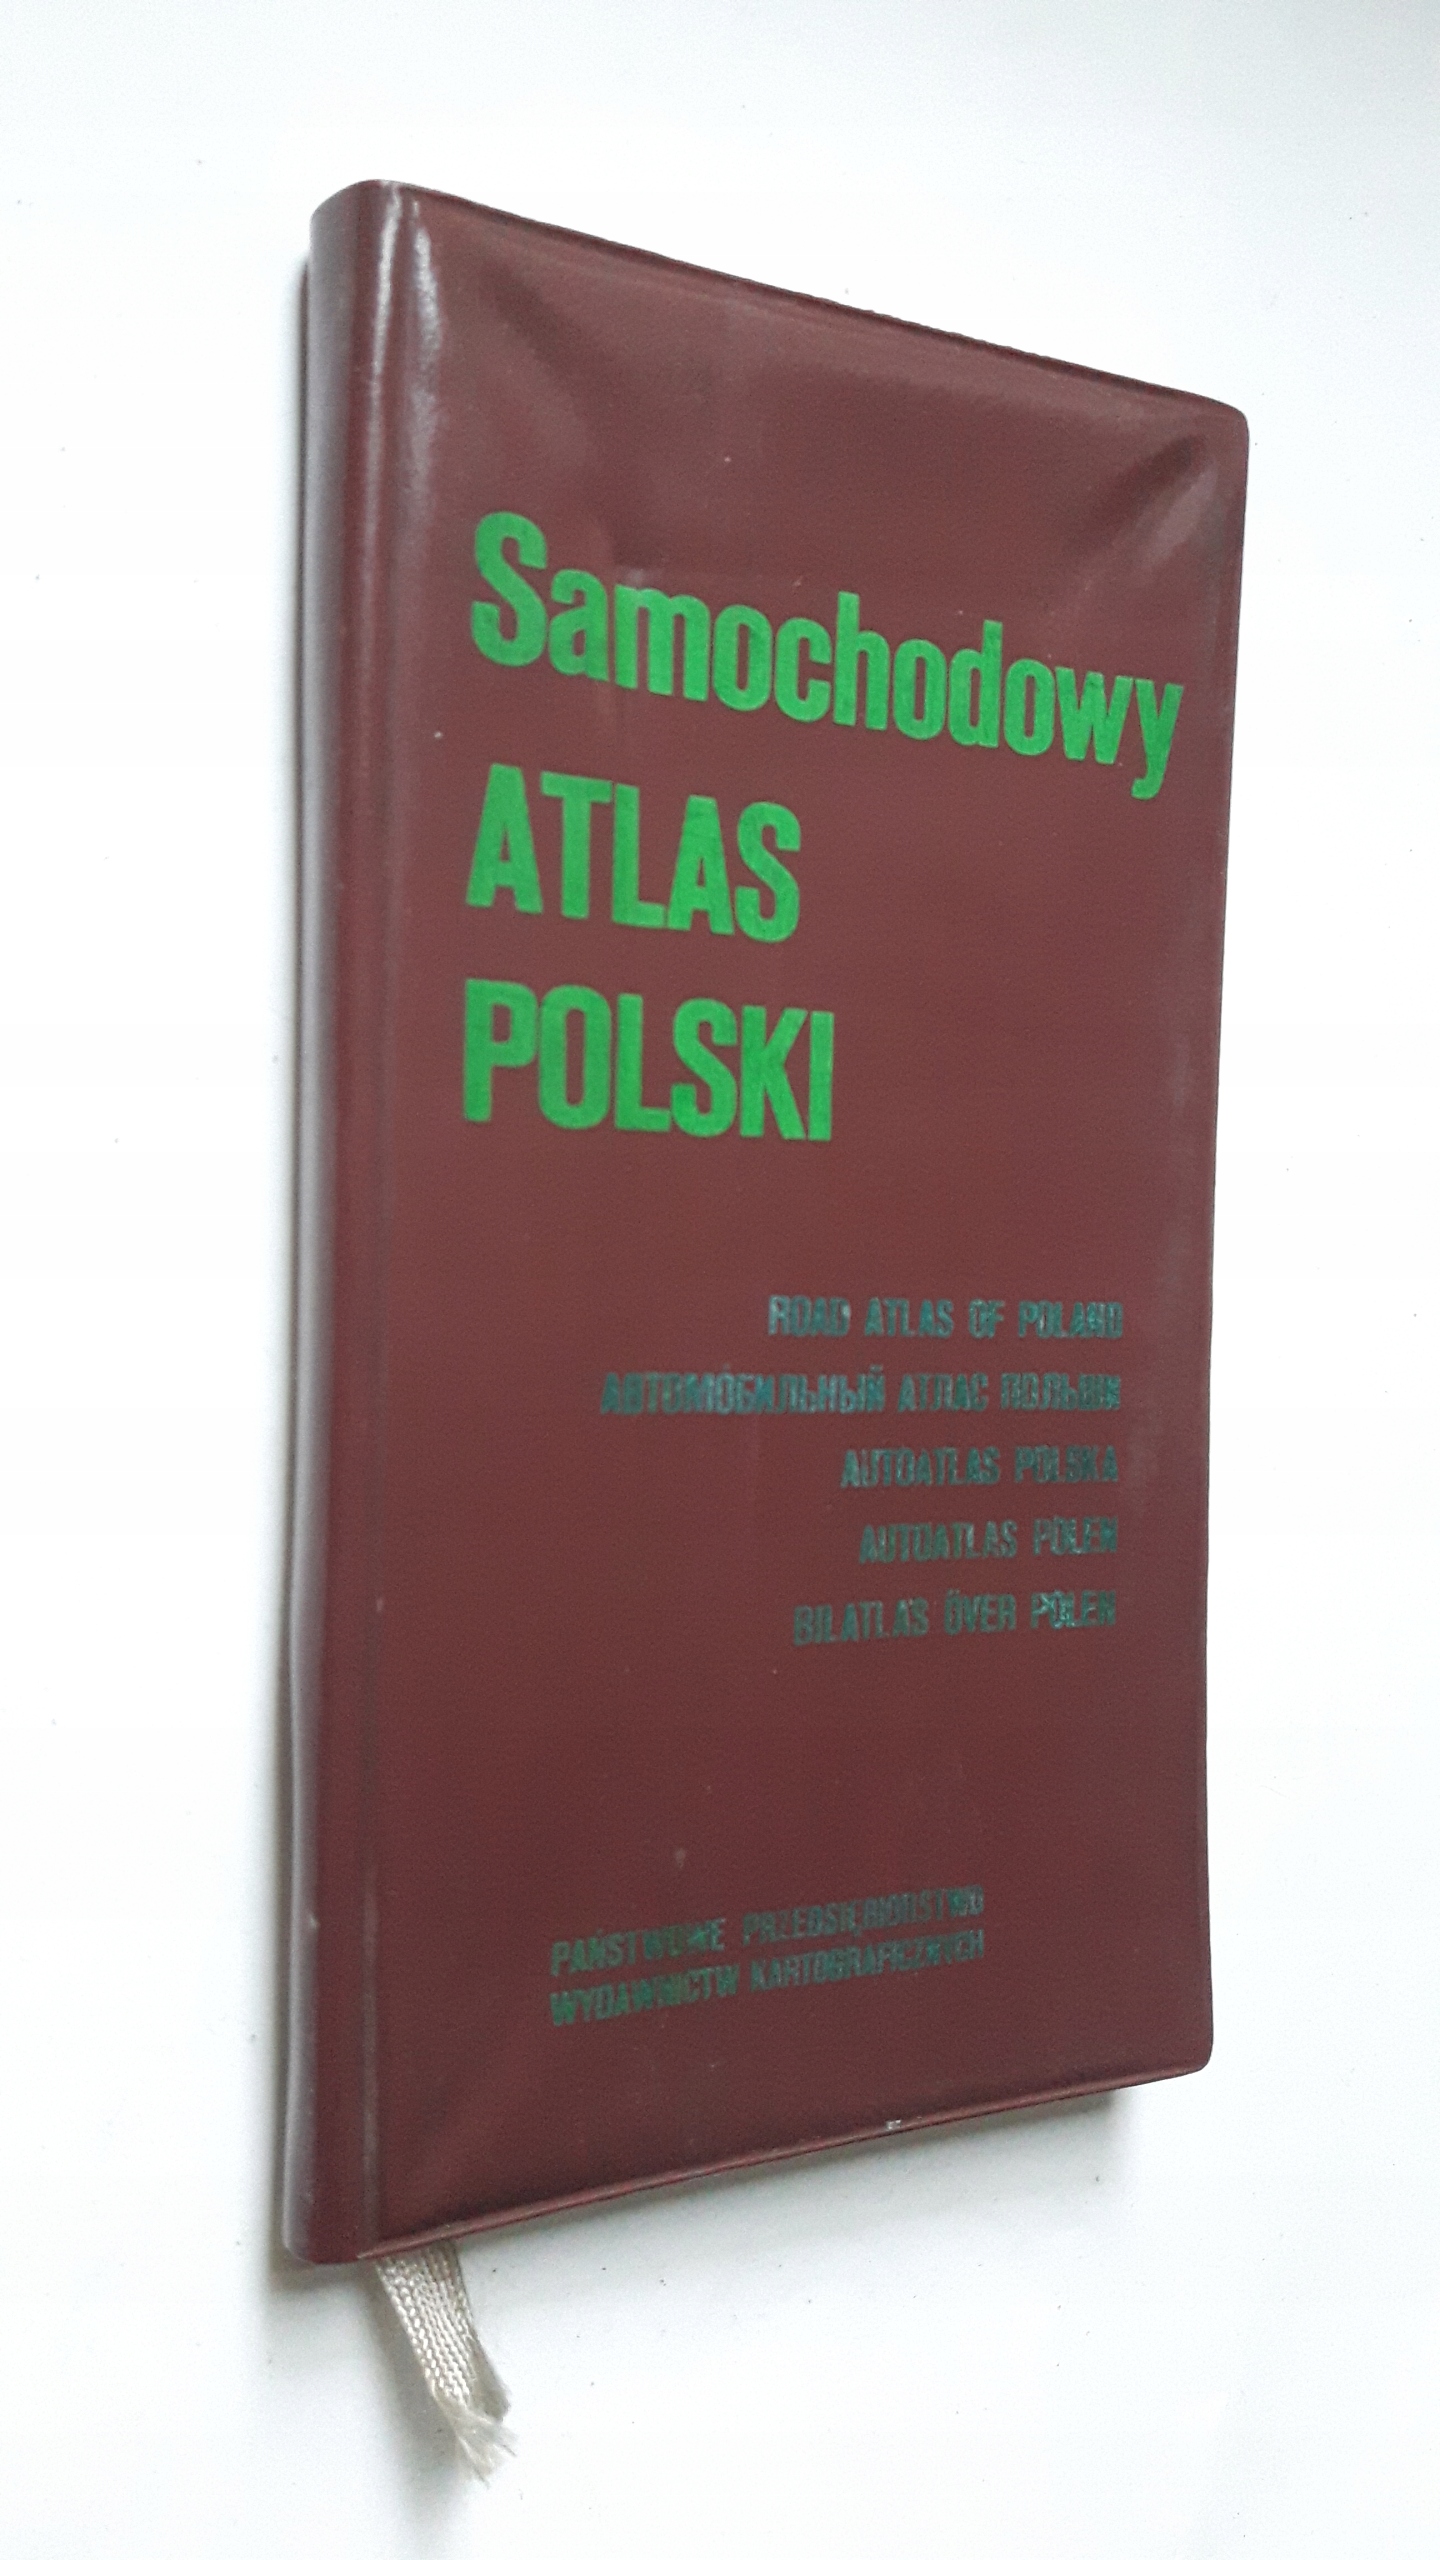 Samochodowy
ATLAS
POLSKI
ROAD ATLAS OF POLAND
АВТОМОБИЛЬНЫЙ АТЛАС ПОЛЬШИ
AUTOATLAS POLSKA
AUTOATLAS POLEN
BILATLAS ÖVER POLEN
PAŃSTWOWE PRZEDSIĘBIORSTWO
WYDAWNICTW KARTOGRAFICZNYCH